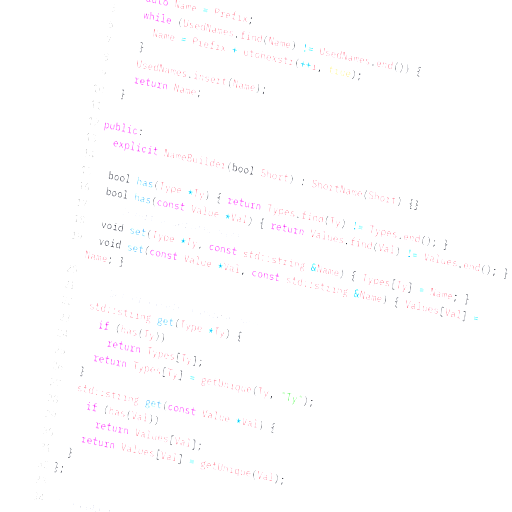 auto Name = Prefix;
while (UsedNames.find(Name) != UsedNames.end()) {
Name = Prefix + utohexstr(++i,
}
UsedNames.insert(Name);
return Name;
}
public:
explicit NameBuilder(bool Short) : ShortName(Short) {}
bool has(Type *Ty) { return Types.find(Ty) != Types.end(); }
bool has(const Value *Val) { return Values.find(Val) != Values.end(); }
void set(Type *Ty, const std::string &Name) { Types[Ty] = Name; }
void set(const Value *Val, const std::string &Name) { Values[Val] =
Name; }
std::string get(Type *Ty) {
if (has(Ty))
return Types[Ty];
return Types[Ty] = getUnique(Ty, "Ty");
}
std::string get(const Value *Val) {
if (has(Val))
return Values[Val];
return Values[Val] = getUnique(Val);
}
};